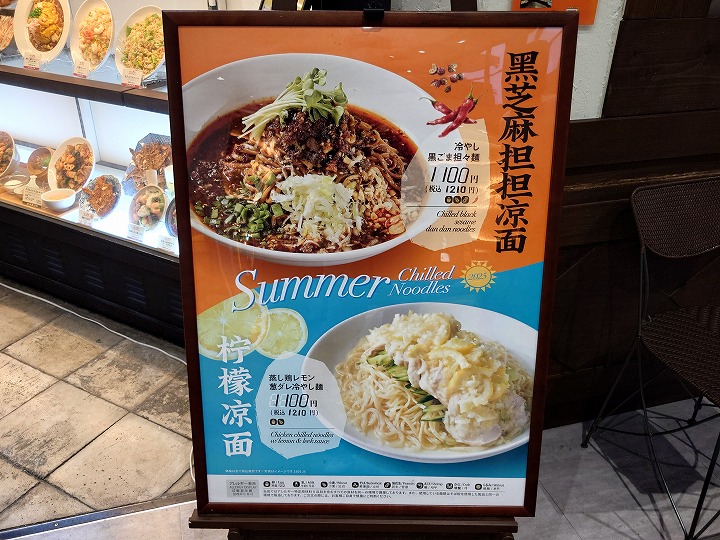 黑芝麻担担凉面
冷やし
黒ごま担々麺
1100円
(税込1210円)
Chilled black
sesame
dan dan noodles
Summer
Chilled
Noodles
2025
柠檬凉面
蒸し鶏レモン
葱ダレ冷やし麺
1100円
(税込1210円)
Chicken chilled noodles
w/ lemon & leek sauce